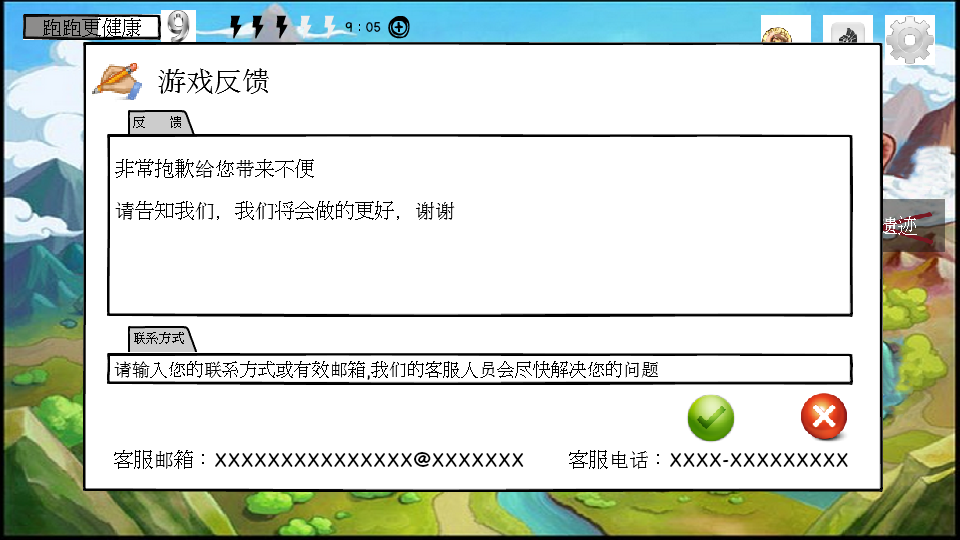 跑跑更健康
9
9:05
游戏反馈
反 馈
非常抱歉给您带来不便
请告知我们，我们将会做的更好，谢谢
遗迹
联系方式
请输入您的联系方式或有效邮箱,我们的客服人员会尽快解决您的问题
客服邮箱：XXXXXXXXXXXXXXX@XXXXXXX
客服电话：XXXX-XXXXXXXXX